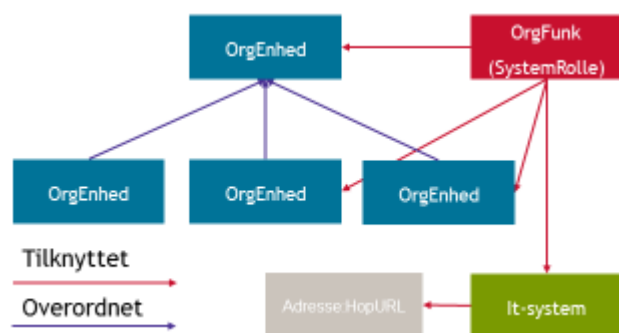 OrgEnhed
OrgFunk
(SystemRolle)
OrgEnhed
OrgEnhed
OrgEnhed
Tilknyttet
Overordnet
Adresse:HopURL
It-system